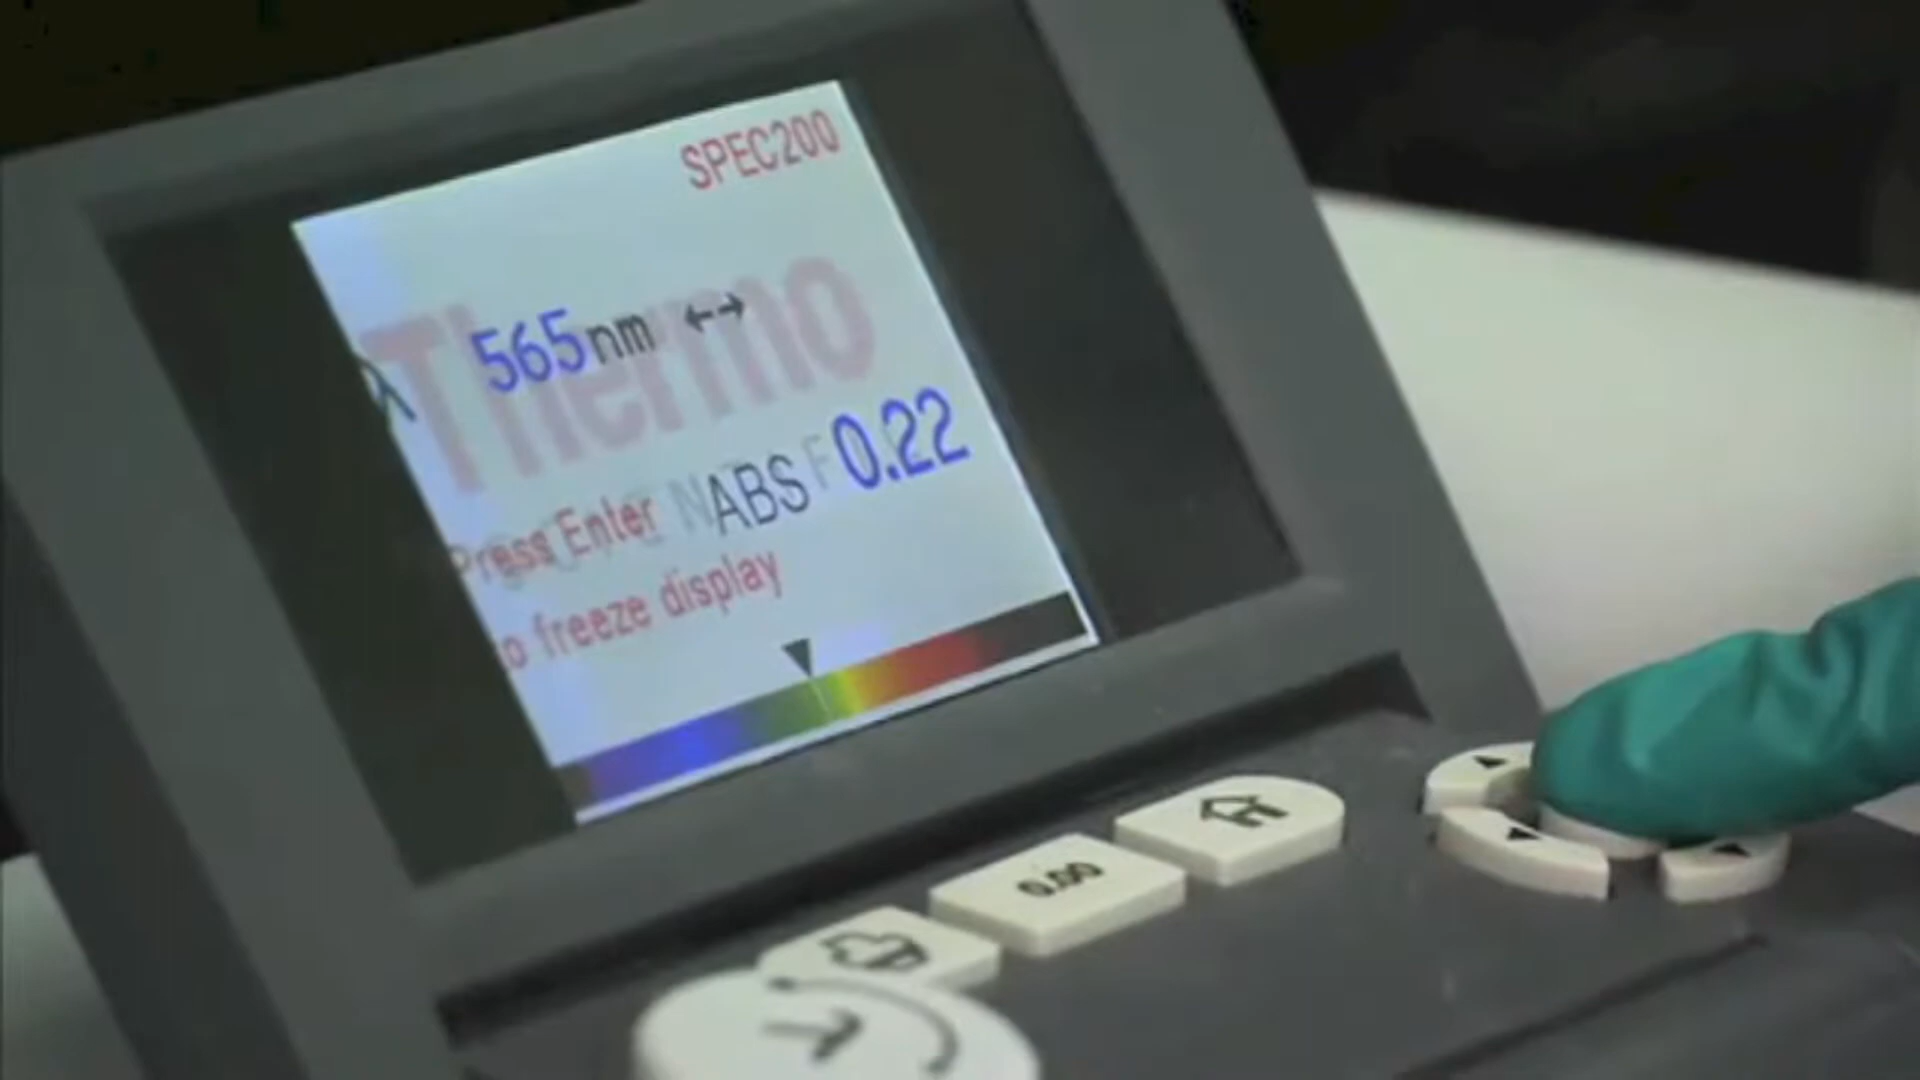 SPEC200
Thermo
λ 565nm ↔
ABS 0.22
Press Enter
to freeze display
0.00